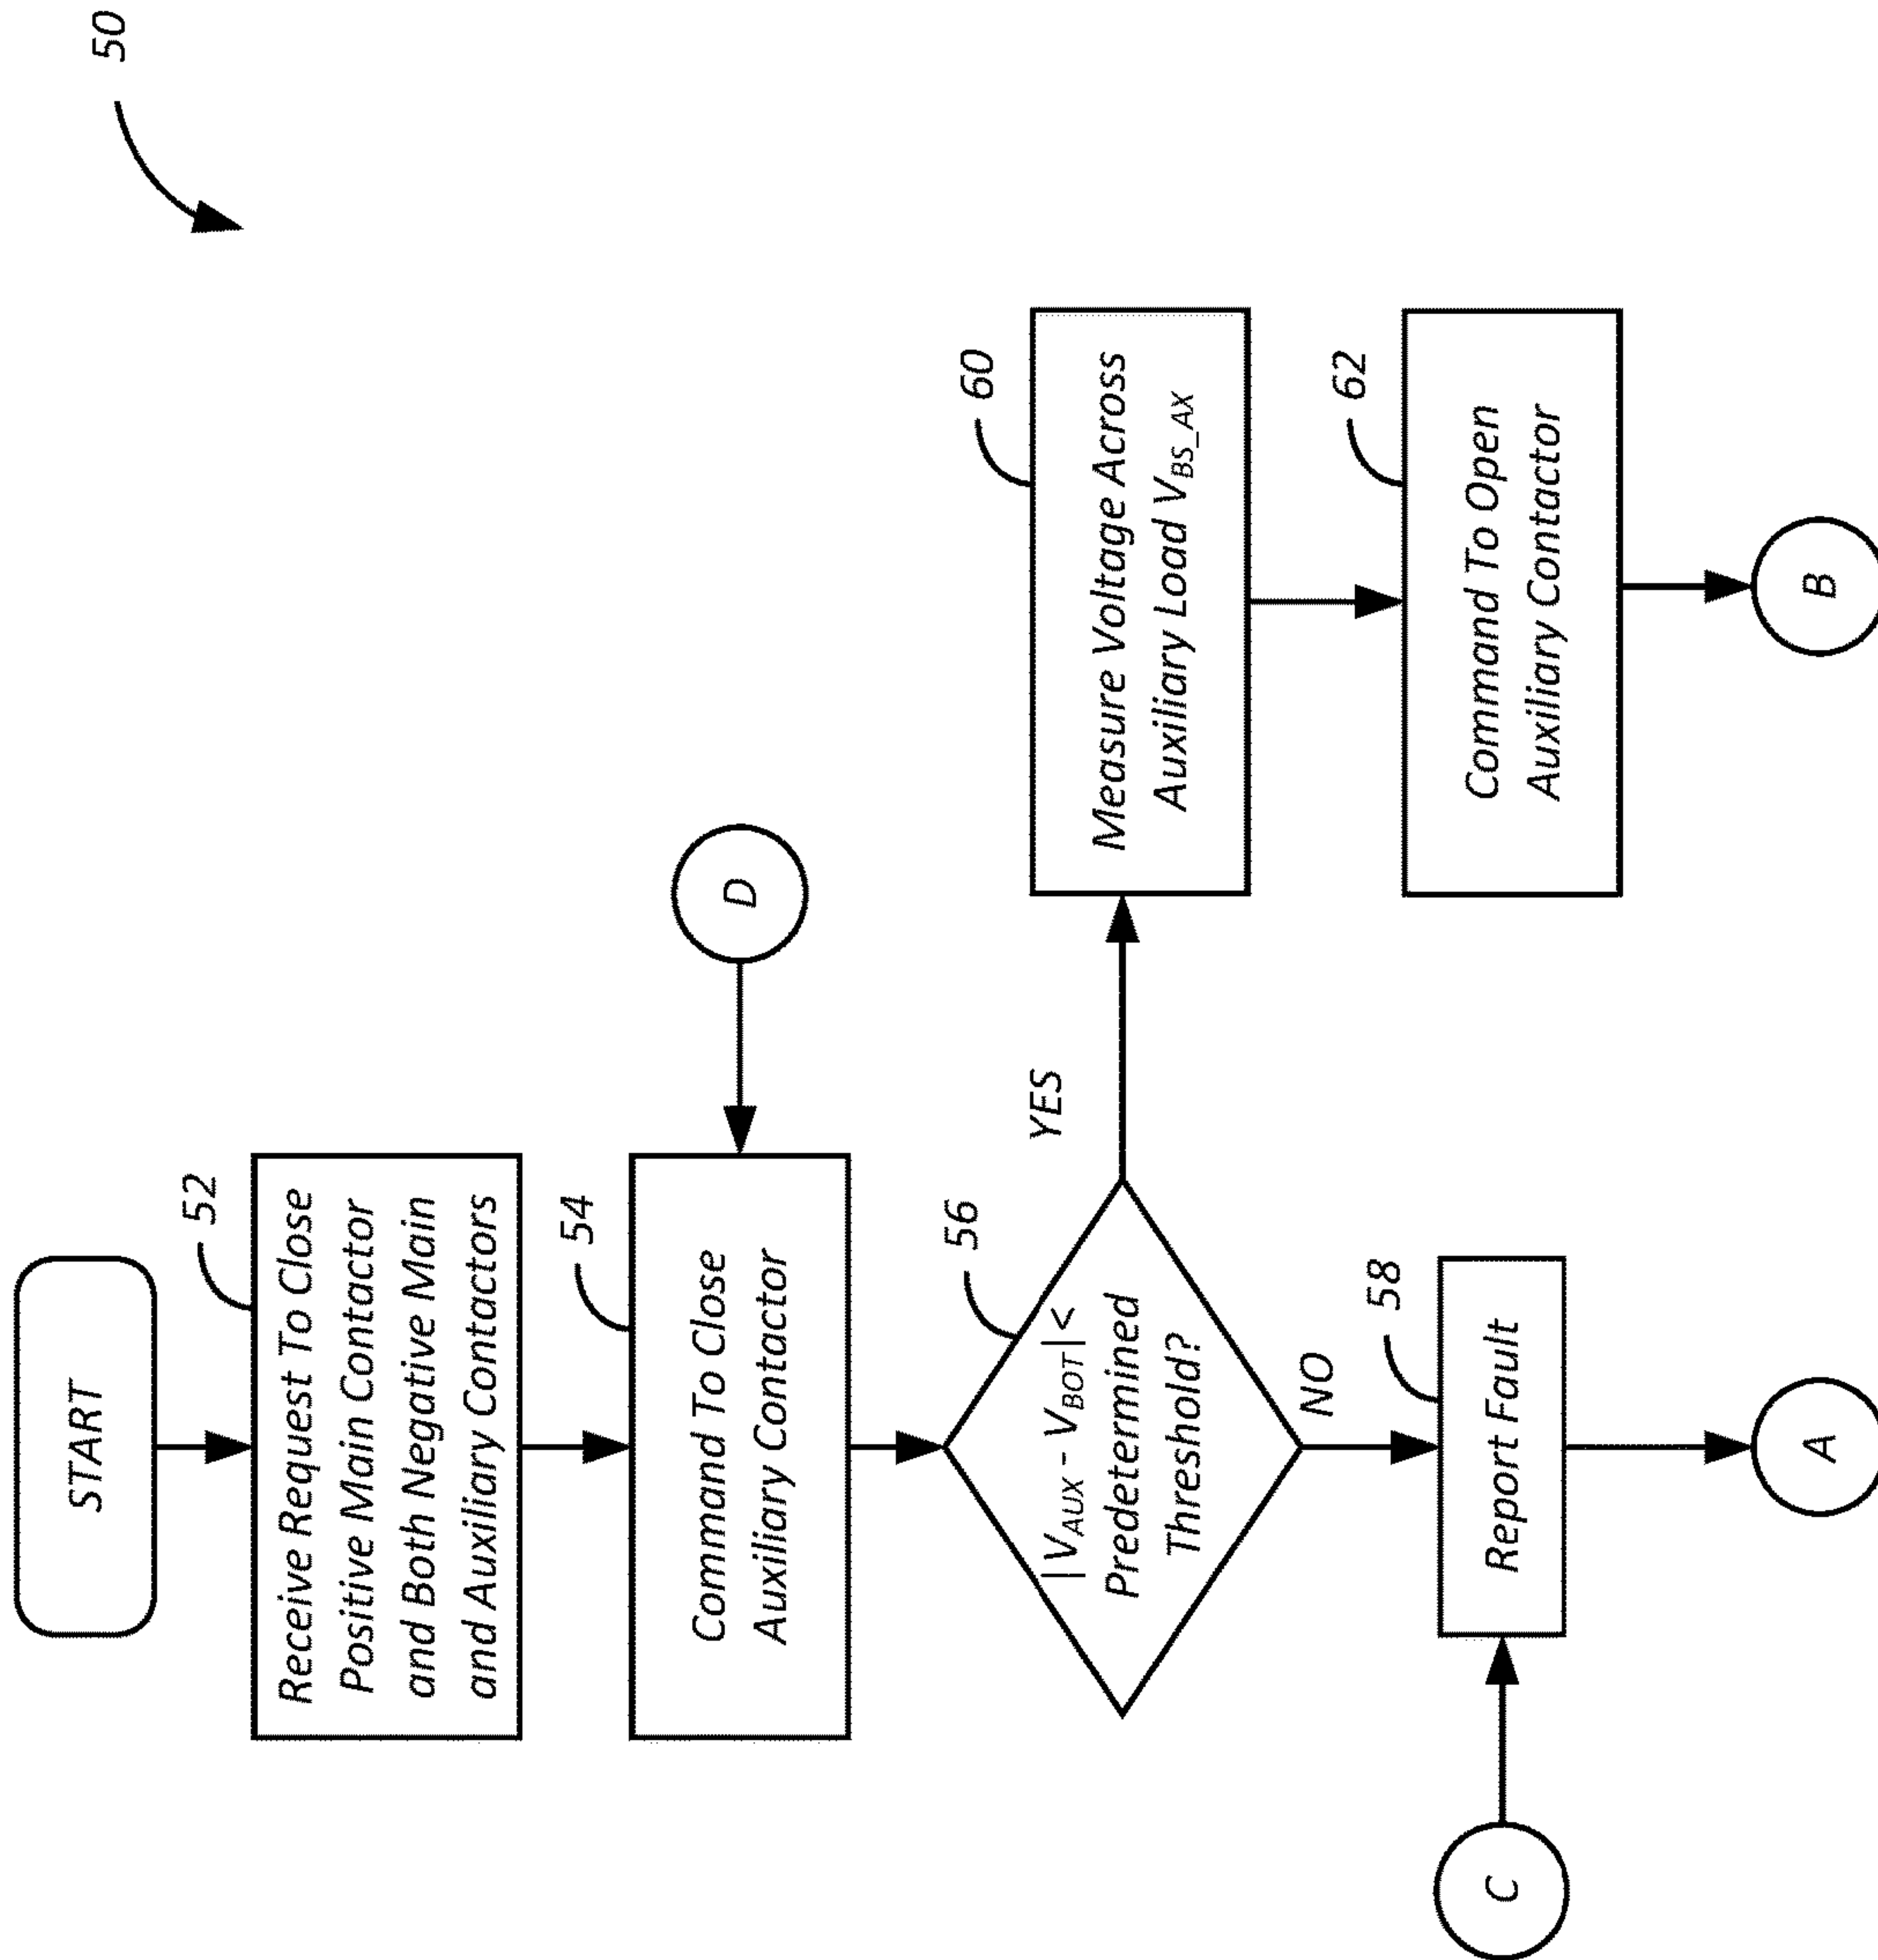 50
START
52
Receive Request To Close
Positive Main Contactor
and Both Negative Main
and Auxiliary Contactors
54
Command To Close
Auxiliary Contactor
D
56
|V_AUX - V_BOT| <
Predetermined
Threshold?
YES
NO
60
Measure Voltage Across
Auxiliary Load V_BS_AX
62
Command To Open
Auxiliary Contactor
B
58
Report Fault
C
A